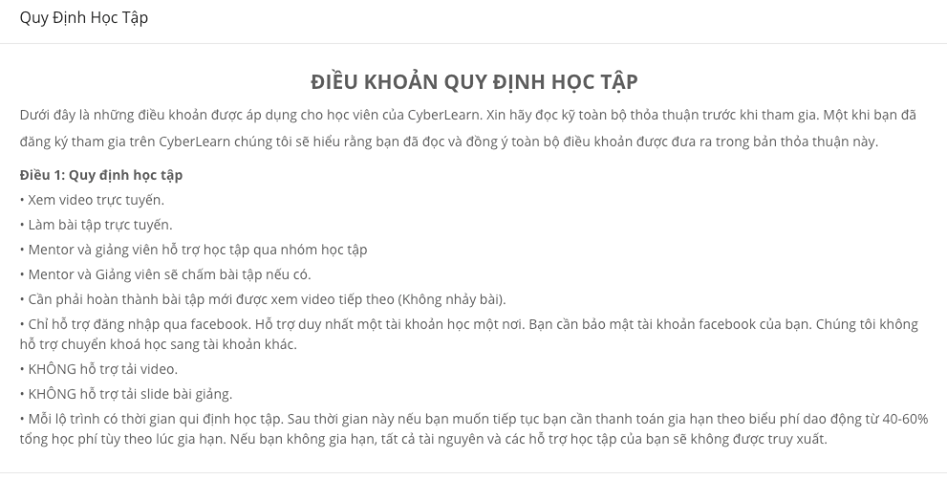 Quy Định Học Tập
ĐIỀU KHOẢN QUY ĐỊNH HỌC TẬP
Dưới đây là những điều khoản được áp dụng cho học viên của CyberLearn. Xin hãy đọc kỹ toàn bộ thỏa thuận trước khi tham gia. Một khi bạn đã
đăng ký tham gia trên CyberLearn chúng tôi sẽ hiểu rằng bạn đã đọc và đồng ý toàn bộ điều khoản được đưa ra trong bản thỏa thuận này.
Điều 1: Quy định học tập
• Xem video trực tuyến.
• Làm bài tập trực tuyến.
• Mentor và giảng viên hỗ trợ học tập qua nhóm học tập
• Mentor và Giảng viên sẽ chấm bài tập nếu có.
• Cần phải hoàn thành bài tập mới được xem video tiếp theo (Không nhảy bài).
• Chỉ hỗ trợ đăng nhập qua facebook. Hỗ trợ duy nhất một tài khoản học một nơi. Bạn cần bảo mật tài khoản facebook của bạn. Chúng tôi không
hỗ trợ chuyển khoá học sang tài khoản khác.
• KHÔNG hỗ trợ tải video.
• KHÔNG hỗ trợ tải slide bài giảng.
• Mỗi lộ trình có thời gian qui định học tập. Sau thời gian này nếu bạn muốn tiếp tục bạn cần thanh toán gia hạn theo biểu phí dao động từ 40-60%
tổng học phí tùy theo lúc gia hạn. Nếu bạn không gia hạn, tất cả tài nguyên và các hỗ trợ học tập của bạn sẽ không được truy xuất.